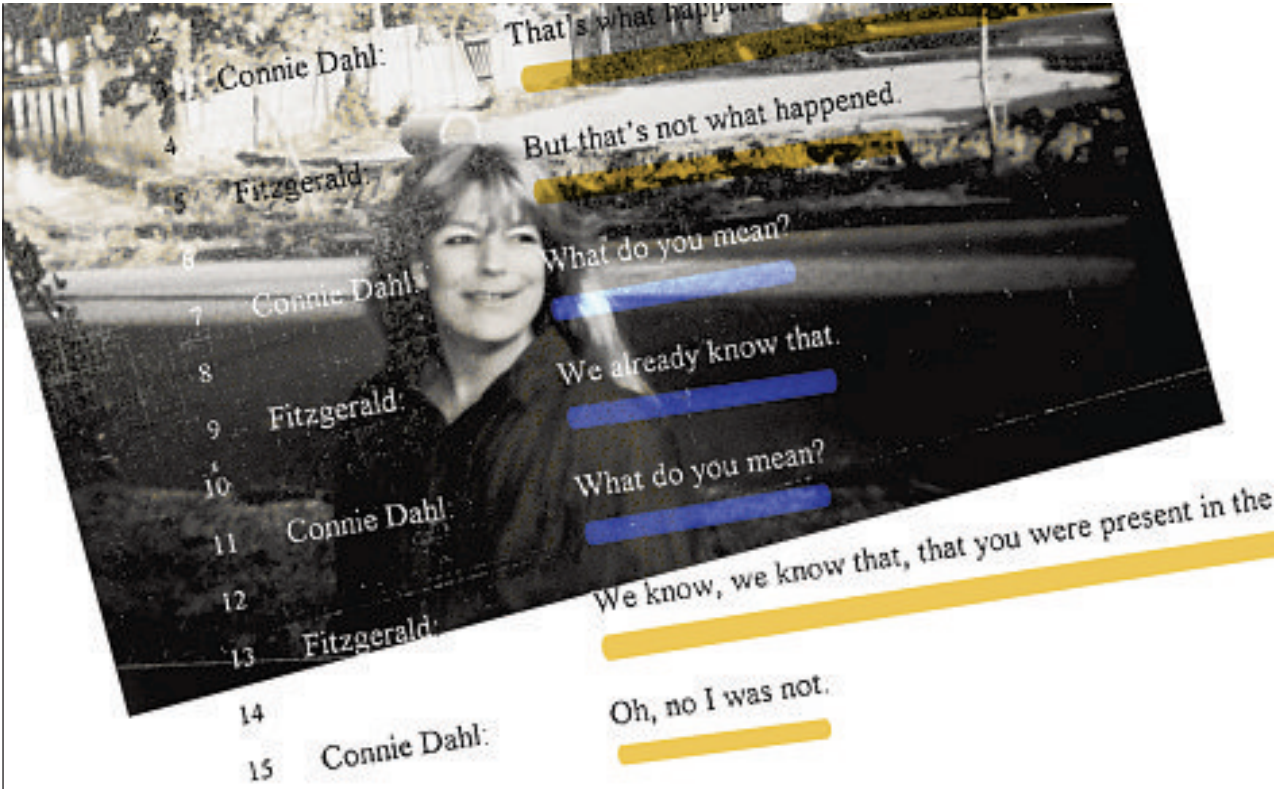 2
That's what happened
3 Connie Dahl:
4
But that's not what happened.
5 Fitzgerald:
6
What do you mean?
7 Connie Dahl:
8
We already know that.
9 Fitzgerald:
10
What do you mean?
11 Connie Dahl:
12
We know, we know that, that you were present in the
13 Fitzgerald:
14
Oh, no I was not.
15 Connie Dahl: